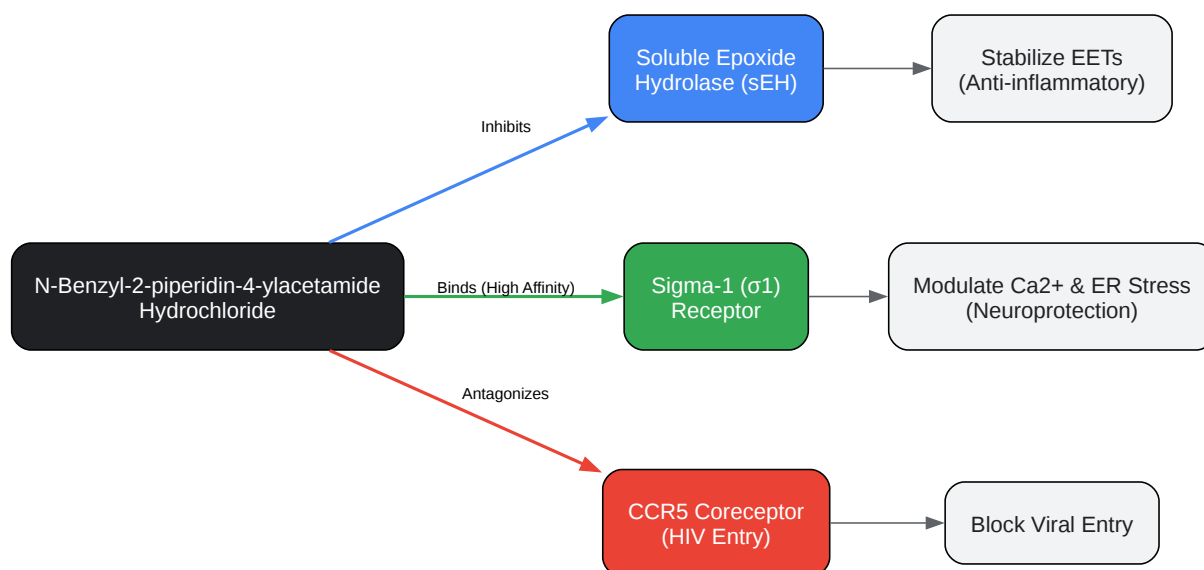 Soluble Epoxide
Hydrolase (sEH)
Stabilize EETs
(Anti-inflammatory)
Inhibits
N-Benzyl-2-piperidin-4-ylacetamide
Hydrochloride
Binds (High Affinity)
Sigma-1 (σ1)
Receptor
Modulate Ca2+ & ER Stress
(Neuroprotection)
Antagonizes
CCR5 Coreceptor
(HIV Entry)
Block Viral Entry